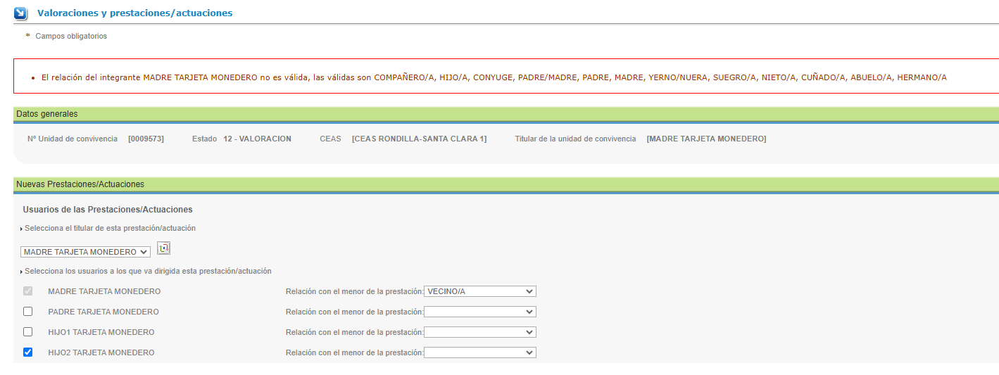 Valoraciones y prestaciones/actuaciones
* Campos obligatorios
• El relación del integrante MADRE TARJETA MONEDERO no es válida, las válidas son COMPAÑERO/A, HIJO/A, CONYUGE, PADRE/MADRE, PADRE, MADRE, YERNO/NUERA, SUEGRO/A, NIETO/A, CUÑADO/A, ABUELO/A, HERMANO/A
Datos generales
Nº Unidad de convivencia [0009573] Estado 12 - VALORACION CEAS [CEAS RONDILLA-SANTA CLARA 1] Titular de la unidad de convivencia [MADRE TARJETA MONEDERO]
Nuevas Prestaciones/Actuaciones
Usuarios de las Prestaciones/Actuaciones
Selecciona el titular de esta prestación/actuación
MADRE TARJETA MONEDERO
Selecciona los usuarios a los que va dirigida esta prestación/actuación
MADRE TARJETA MONEDERO Relación con el menor de la prestación: VECINO/A
PADRE TARJETA MONEDERO Relación con el menor de la prestación:
HIJO1 TARJETA MONEDERO Relación con el menor de la prestación:
HIJO2 TARJETA MONEDERO Relación con el menor de la prestación: